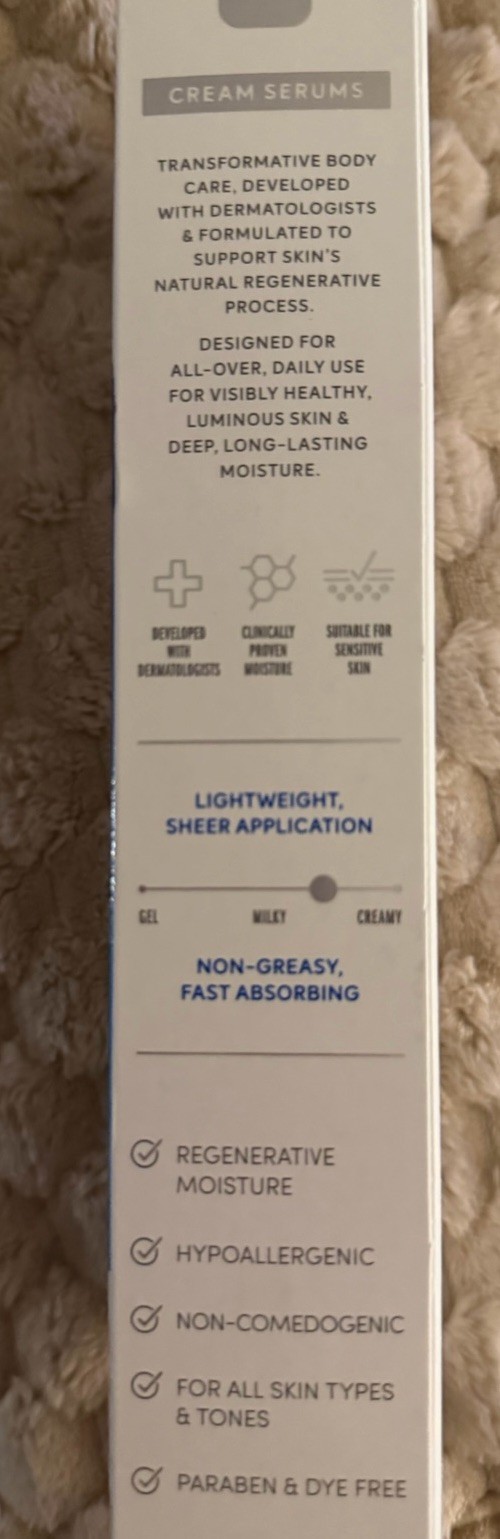 CREAM SERUMS
TRANSFORMATIVE BODY
CARE, DEVELOPED
WITH DERMATOLOGISTS
& FORMULATED TO
SUPPORT SKIN'S
NATURAL REGENERATIVE
PROCESS.
DESIGNED FOR
ALL-OVER, DAILY USE
FOR VISIBLY HEALTHY,
LUMINOUS SKIN &
DEEP, LONG-LASTING
MOISTURE.
DEVELOPED
WITH
DERMATOLOGISTS
CLINICALLY
PROVEN
MOISTURE
SUITABLE FOR
SENSITIVE
SKIN
LIGHTWEIGHT,
SHEER APPLICATION
GEL MILKY CREAMY
NON-GREASY,
FAST ABSORBING
REGENERATIVE
MOISTURE
HYPOALLERGENIC
NON-COMEDOGENIC
FOR ALL SKIN TYPES
& TONES
PARABEN & DYE FREE